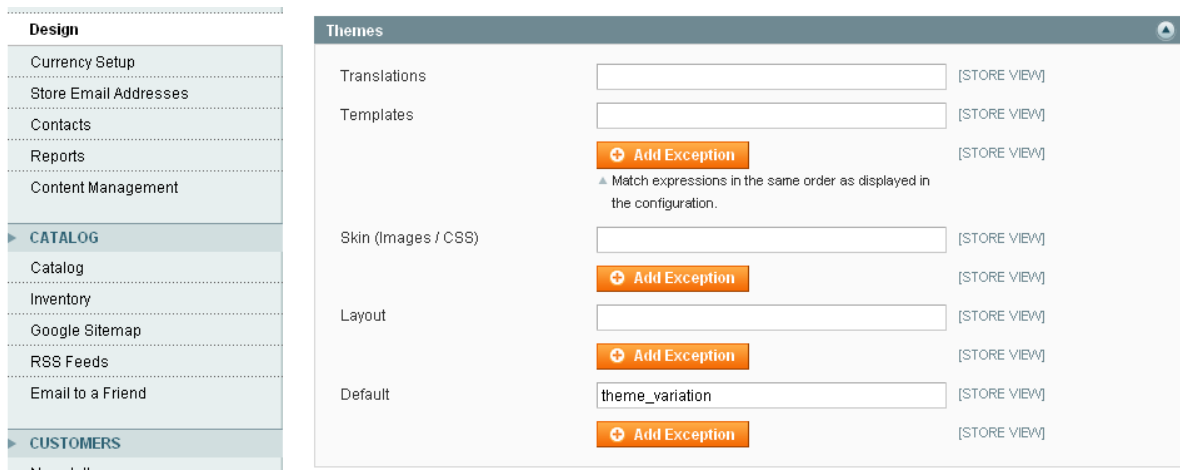 Design
Currency Setup
Store Email Addresses
Contacts
Reports
Content Management
CATALOG
Catalog
Inventory
Google Sitemap
RSS Feeds
Email to a Friend
CUSTOMERS
Themes
Translations [STORE VIEW]
Templates [STORE VIEW]
Add Exception [STORE VIEW]
Match expressions in the same order as displayed in
the configuration.
Skin (Images / CSS) [STORE VIEW]
Add Exception [STORE VIEW]
Layout [STORE VIEW]
Add Exception [STORE VIEW]
Default theme_variation [STORE VIEW]
Add Exception [STORE VIEW]